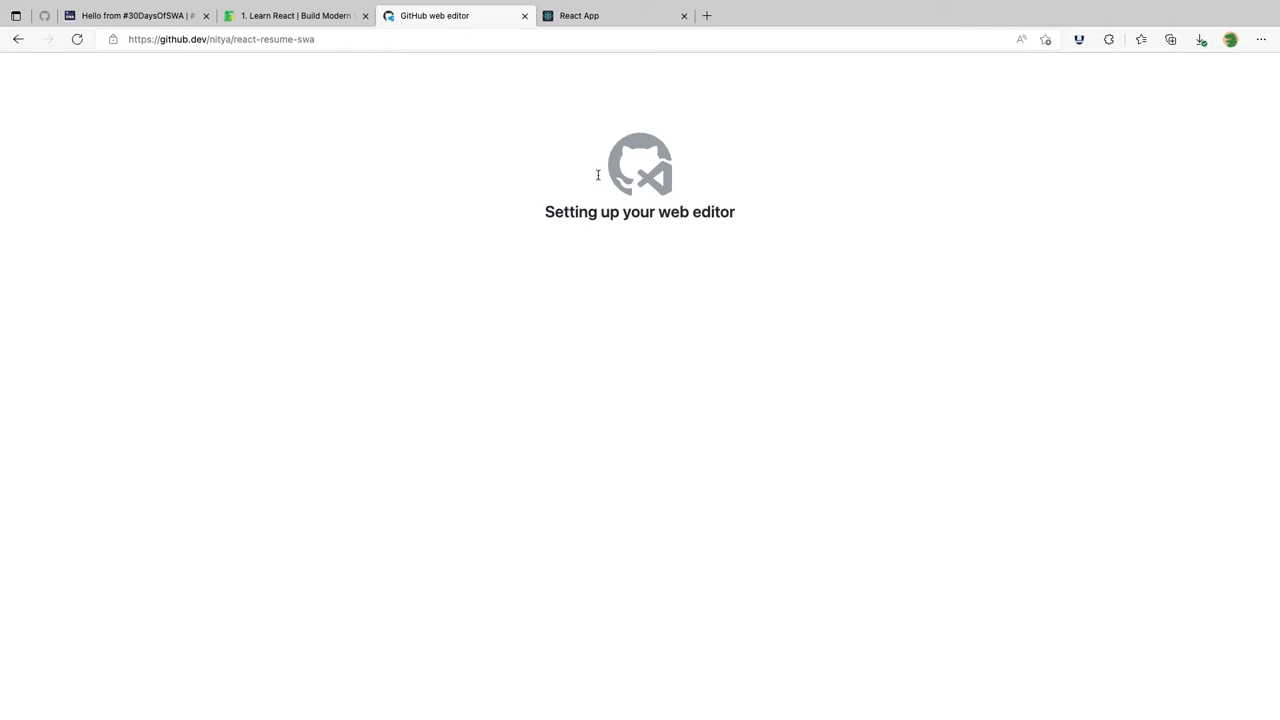 Hello from #30DaysOfSWA | #
1. Learn React | Build Modern
GitHub web editor
React App
https://github.dev/nitya/react-resume-swa
Setting up your web editor